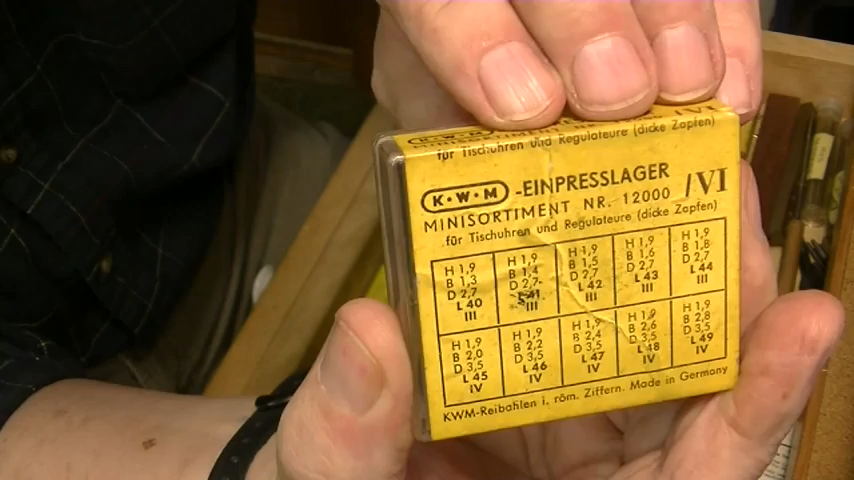 für Tischuhren und Regulateure (dicke Zapfen)
K·W·M -EINPRESSLAGER
MINISORTIMENT NR. 12000 /VI
für Tischuhren und Regulateure (dicke Zapfen)
H 1,9 H 1,9 H 1,9 H 1,9 H 1,9
B 1,3 B 1,4 B 1,5 B 1,6 B 1,8
D 2,7 D 2,7 D 2,7 D 2,7 D 2,7
L 40 L 41 L 42 L 43 L 44
III III III III III
H 1,9 H 1,9 H 1,9 H 1,9 H 1,9
B 2,0 B 2,2 B 2,4 B 2,6 B 2,8
D 3,5 D 3,5 D 3,5 D 3,5 D 3,5
L 45 L 46 L 47 L 48 L 49
IV IV IV IV IV
KWM-Reibahlen i. röm. Ziffern. Made in Germany